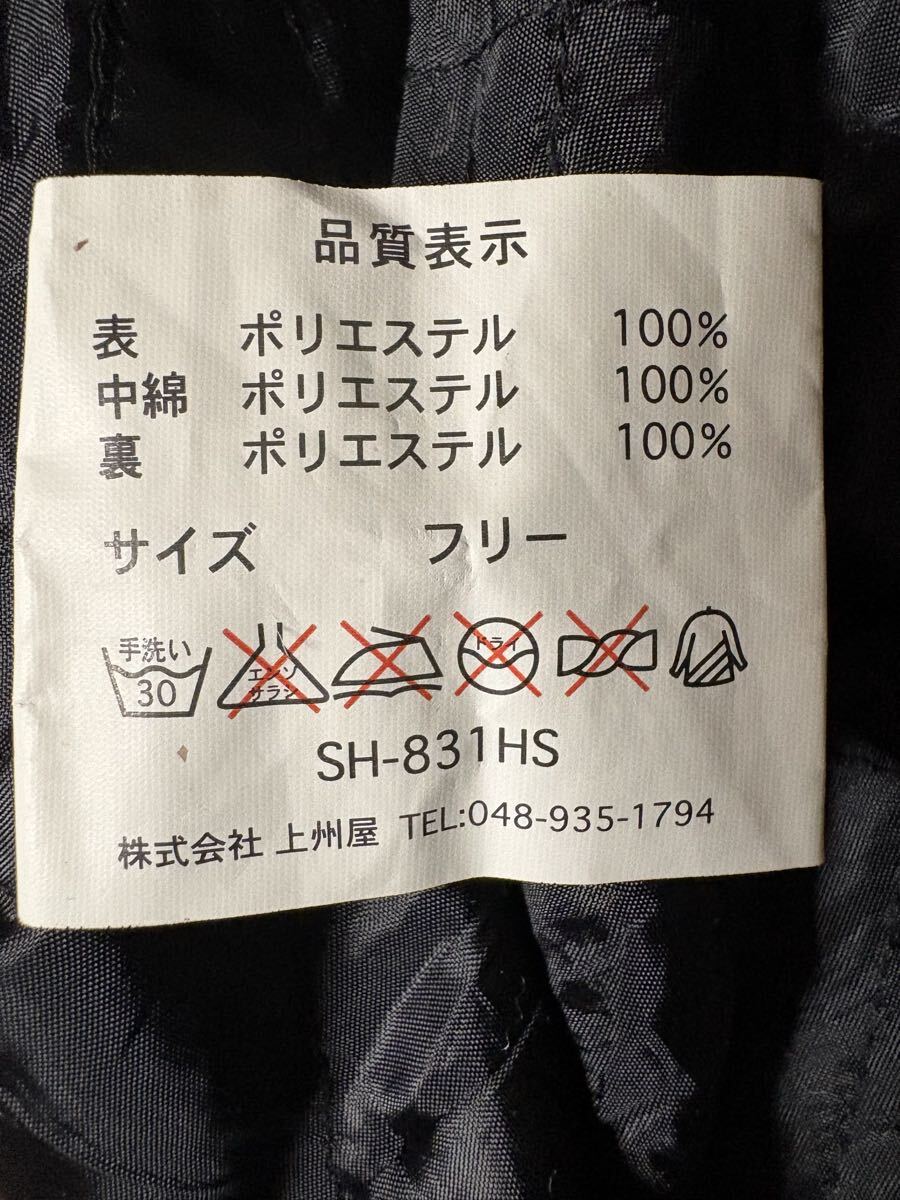 品質表示
表 ポリエステル 100%
中綿 ポリエステル 100%
裏 ポリエステル 100%
サイズ フリー
手洗い 30 エンソサラシ ドライ
SH-831HS
株式会社 上州屋 TEL:048-935-1794